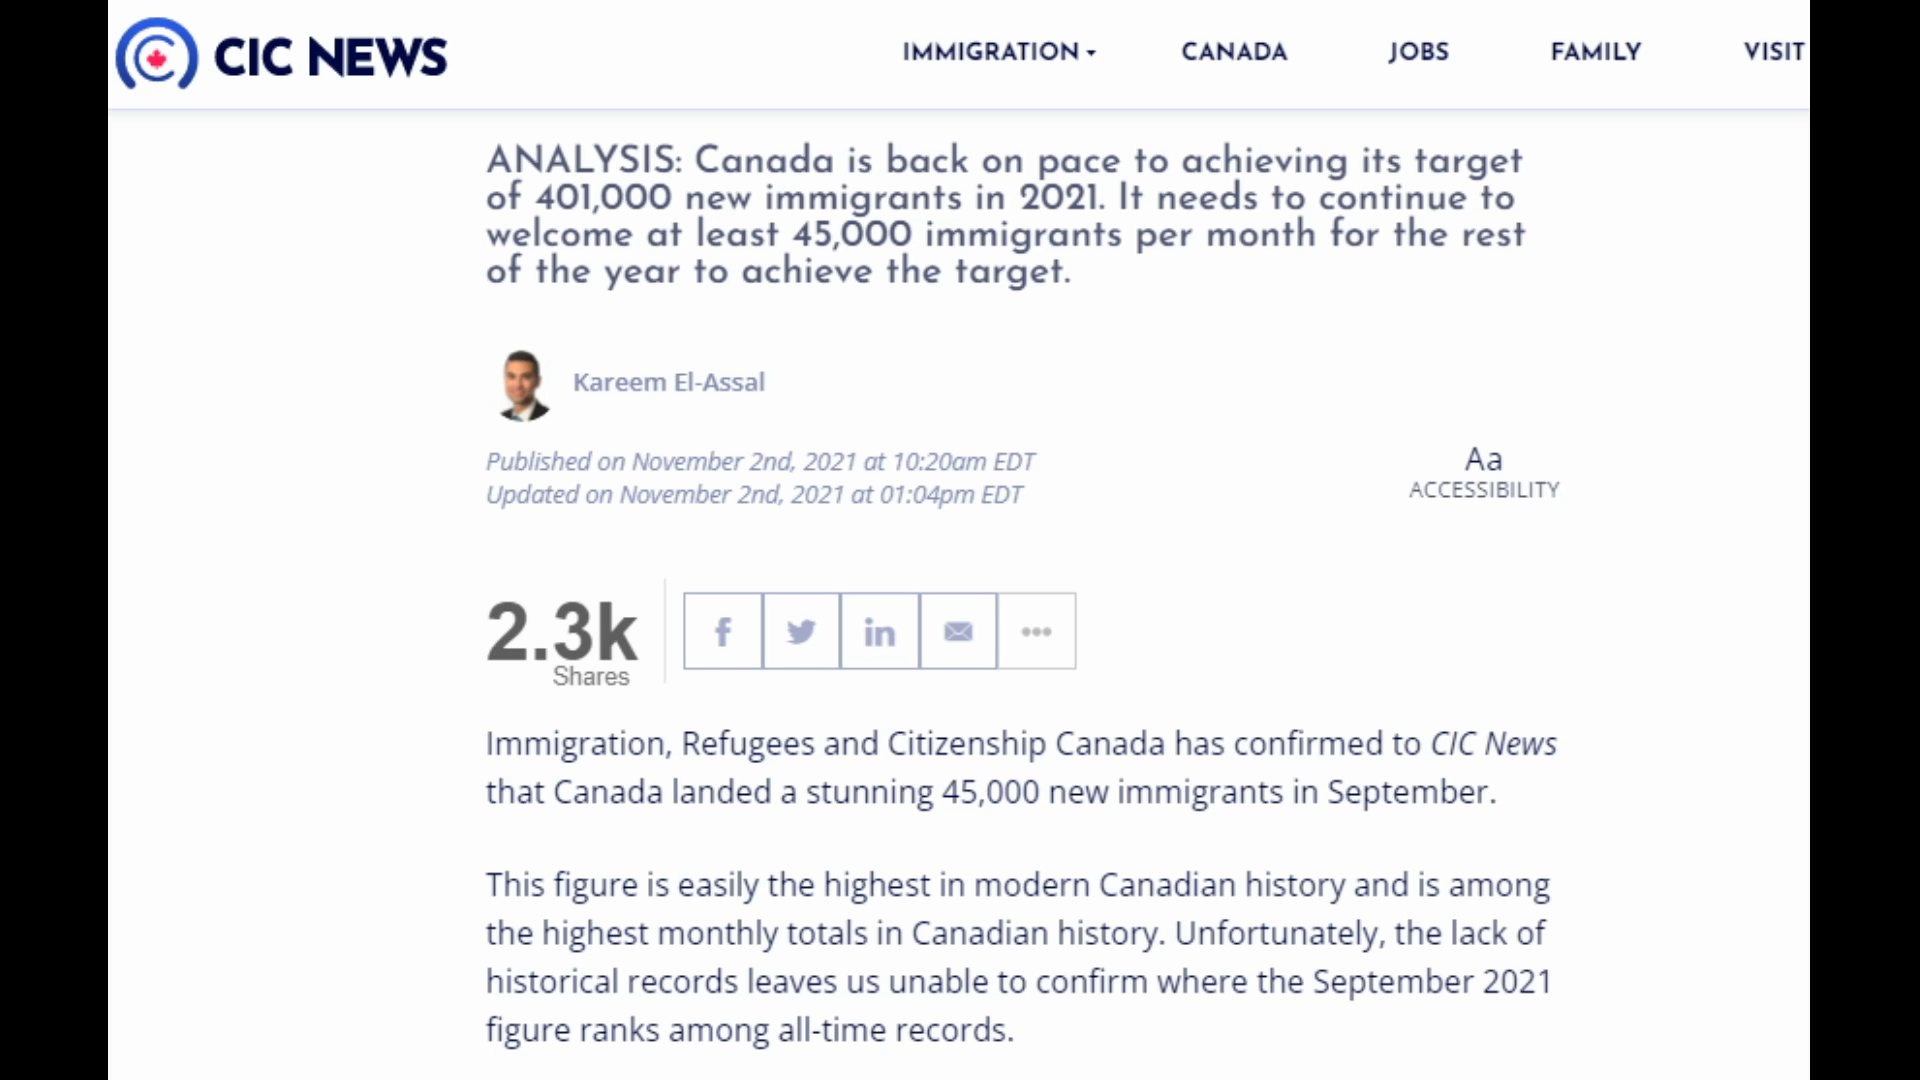 CIC NEWS
IMMIGRATION CANADA JOBS FAMILY VISIT
ANALYSIS: Canada is back on pace to achieving its target
of 401,000 new immigrants in 2021. It needs to continue to
welcome at least 45,000 immigrants per month for the rest
of the year to achieve the target.
Kareem El-Assal
Published on November 2nd, 2021 at 10:20am EDT
Updated on November 2nd, 2021 at 01:04pm EDT
Aa
ACCESSIBILITY
2.3k
Shares
Immigration, Refugees and Citizenship Canada has confirmed to CIC News
that Canada landed a stunning 45,000 new immigrants in September.
This figure is easily the highest in modern Canadian history and is among
the highest monthly totals in Canadian history. Unfortunately, the lack of
historical records leaves us unable to confirm where the September 2021
figure ranks among all-time records.